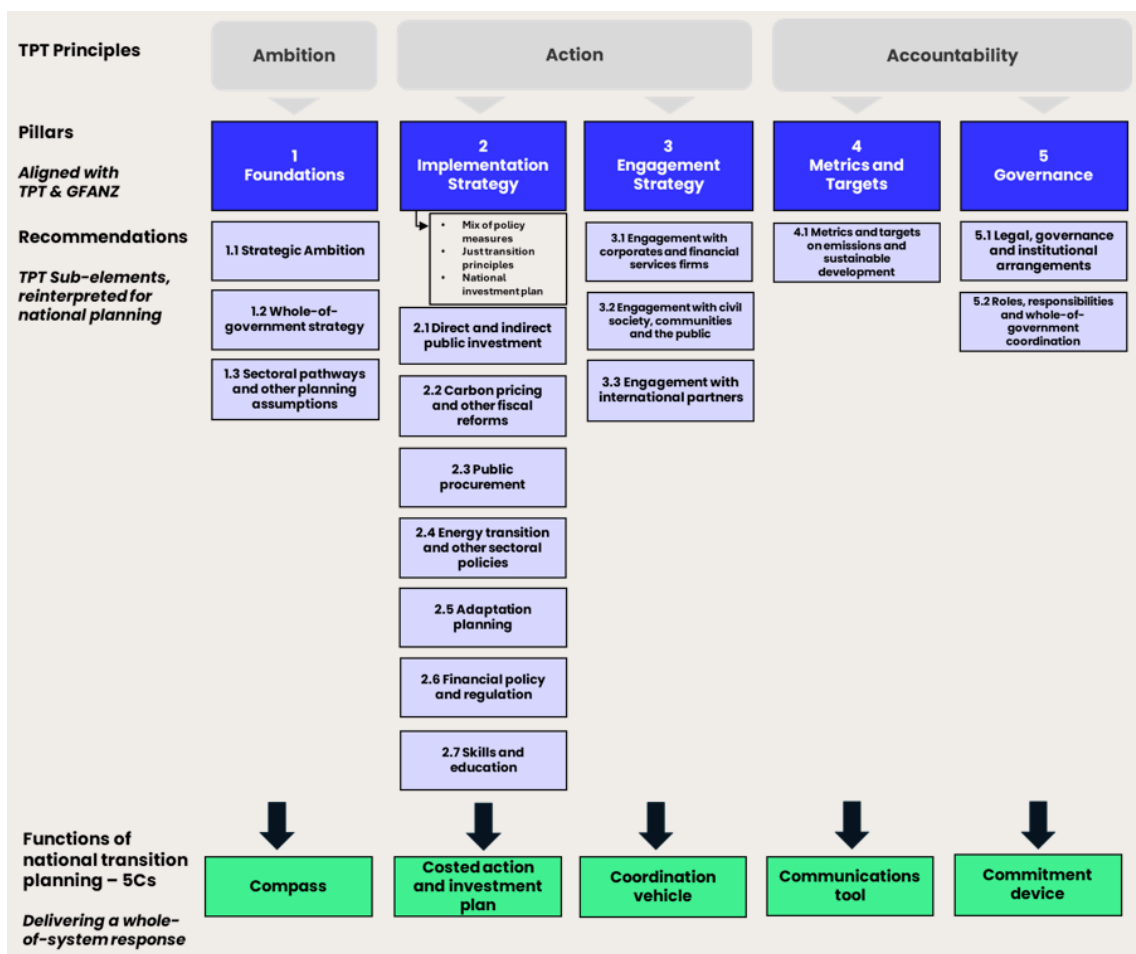 TPT Principles
Ambition
Action
Accountability
Pillars
Aligned with
TPT & GFANZ
1
Foundations
2
Implementation
Strategy
3
Engagement
Strategy
4
Metrics and
Targets
5
Governance
Recommendations
TPT Sub-elements,
reinterpreted for
national planning
1.1 Strategic Ambition
1.2 Whole-of-
government strategy
1.3 Sectoral pathways
and other planning
assumptions
• Mix of policy
measures
• Just transition
principles
• National
investment plan
2.1 Direct and indirect
public investment
2.2 Carbon pricing
and other fiscal
reforms
2.3 Public
procurement
2.4 Energy transition
and other sectoral
policies
2.5 Adaptation
planning
2.6 Financial policy
and regulation
2.7 Skills and
education
3.1 Engagement with
corporates and financial
services firms
3.2 Engagement with civil
society, communities
and the public
3.3 Engagement with
international partners
4.1 Metrics and targets
on emissions and
sustainable
development
5.1 Legal, governance
and institutional
arrangements
5.2 Roles, responsibilities
and whole-of-
government
coordination
Functions of
national transition
planning – 5Cs
Delivering a whole-
of-system response
Compass
Costed action
and investment
plan
Coordination
vehicle
Communications
tool
Commitment
device